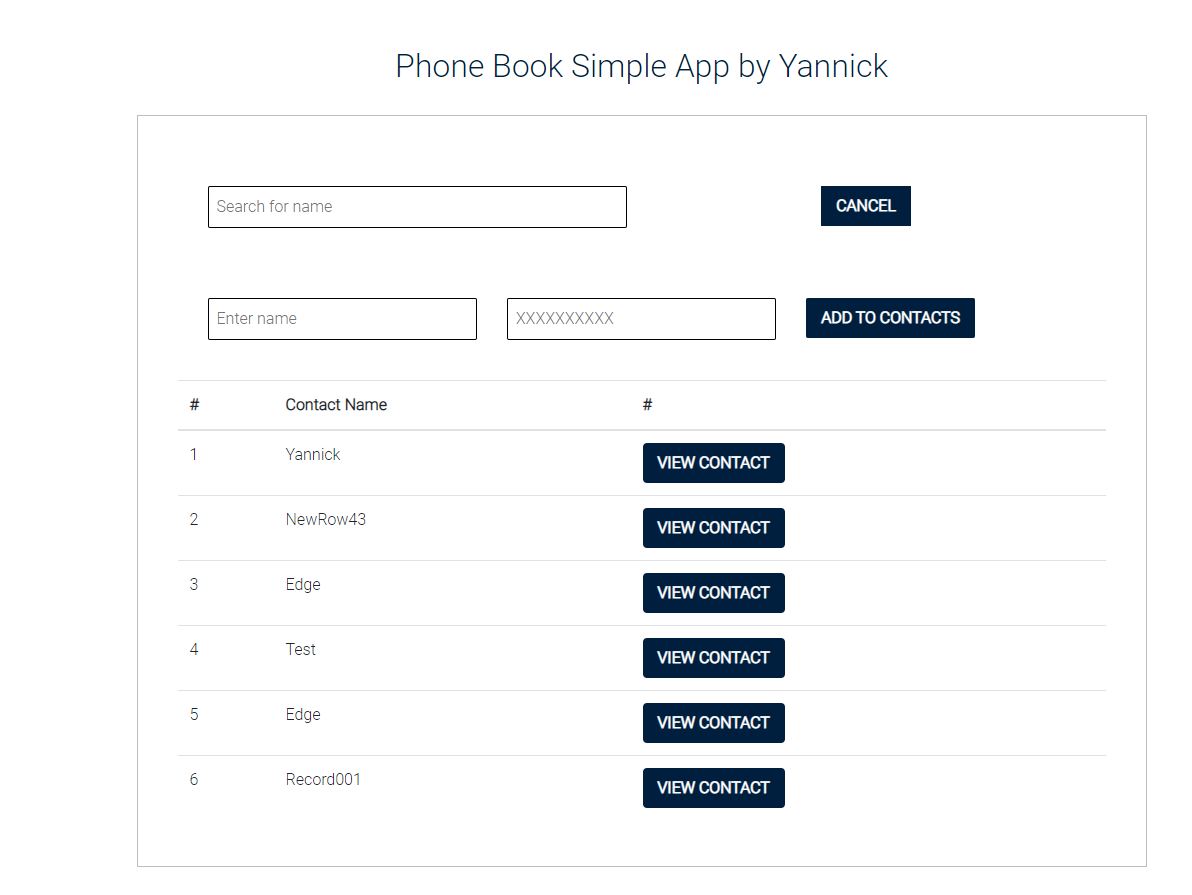 Phone Book Simple App by Yannick
Search for name CANCEL
Enter name XXXXXXXXXX ADD TO CONTACTS
# Contact Name #
1 Yannick VIEW CONTACT
2 NewRow43 VIEW CONTACT
3 Edge VIEW CONTACT
4 Test VIEW CONTACT
5 Edge VIEW CONTACT
6 Record001 VIEW CONTACT